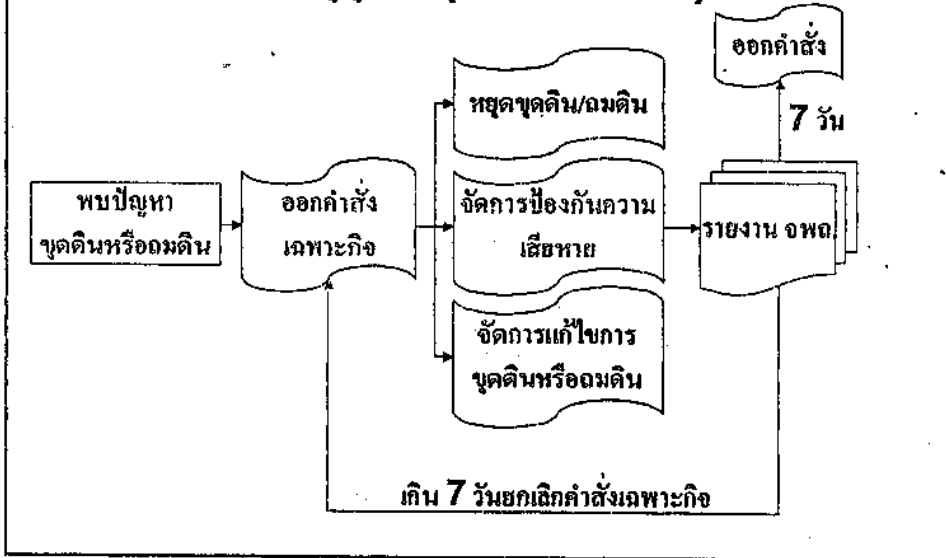 ออกคำสั่ง
หยุดขุดดิน/ถมดิน
7 วัน
พบปัญหา
ขุดดินหรือถมดิน
ออกคำสั่ง
เฉพาะกิจ
จัดการป้องกันความ
เสียหาย
รายงาน จพถ.
จัดการแก้ไขการ
ขุดดินหรือถมดิน
เกิน 7 วันยกเลิกคำสั่งเฉพาะกิจ